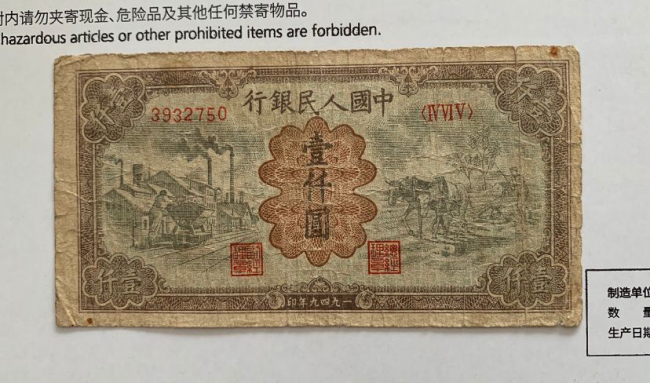 内请勿夹寄现金、危险品及其他任何禁寄物品。
hazardous articles or other prohibited items are forbidden.
中國人民銀行
3932750
〈ⅣⅥⅤ〉
壹仟圓
壹仟
壹仟
一九四九年印
制造单位
数 量
生产日期